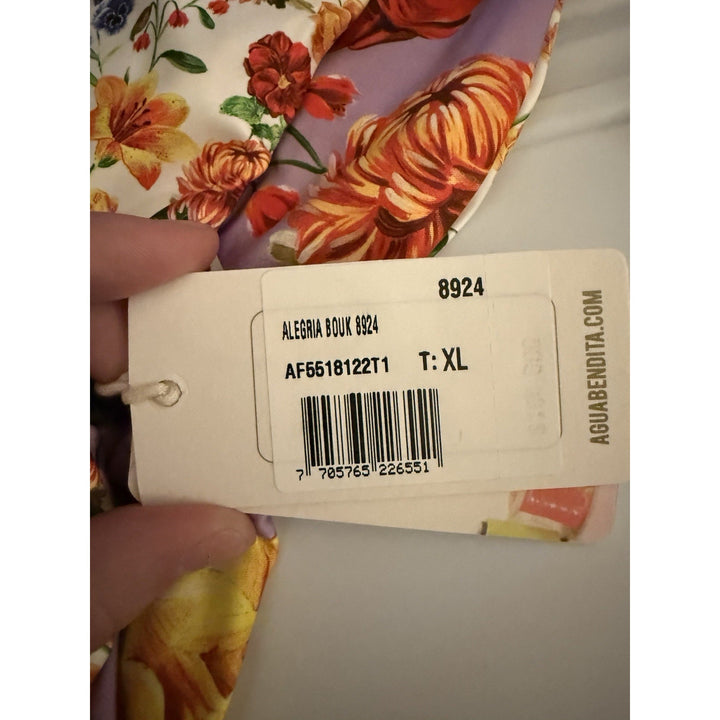 8924
ALEGRIA BOUK 8924
AF5518122T1 T: XL
7 705765 226551
AGUABENDITA.COM